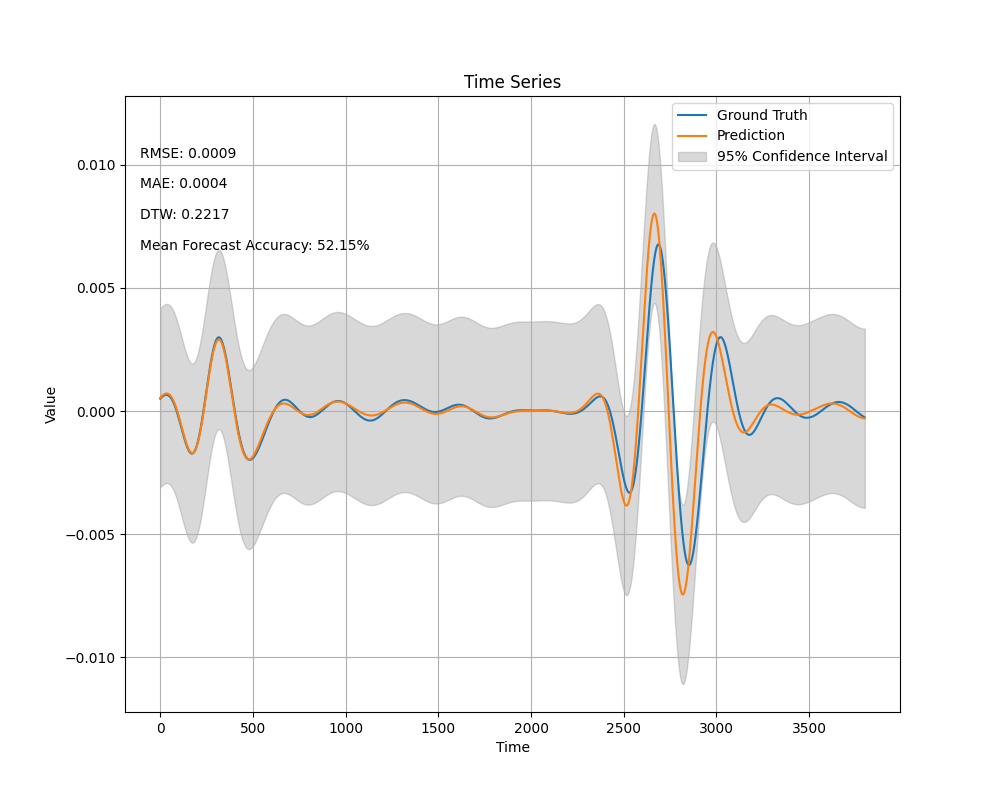 Time Series
Ground Truth
Prediction
95% Confidence Interval
RMSE: 0.0009
MAE: 0.0004
DTW: 0.2217
Mean Forecast Accuracy: 52.15%
0.010
0.005
0.000
−0.005
−0.010
Value
0 500 1000 1500 2000 2500 3000 3500
Time